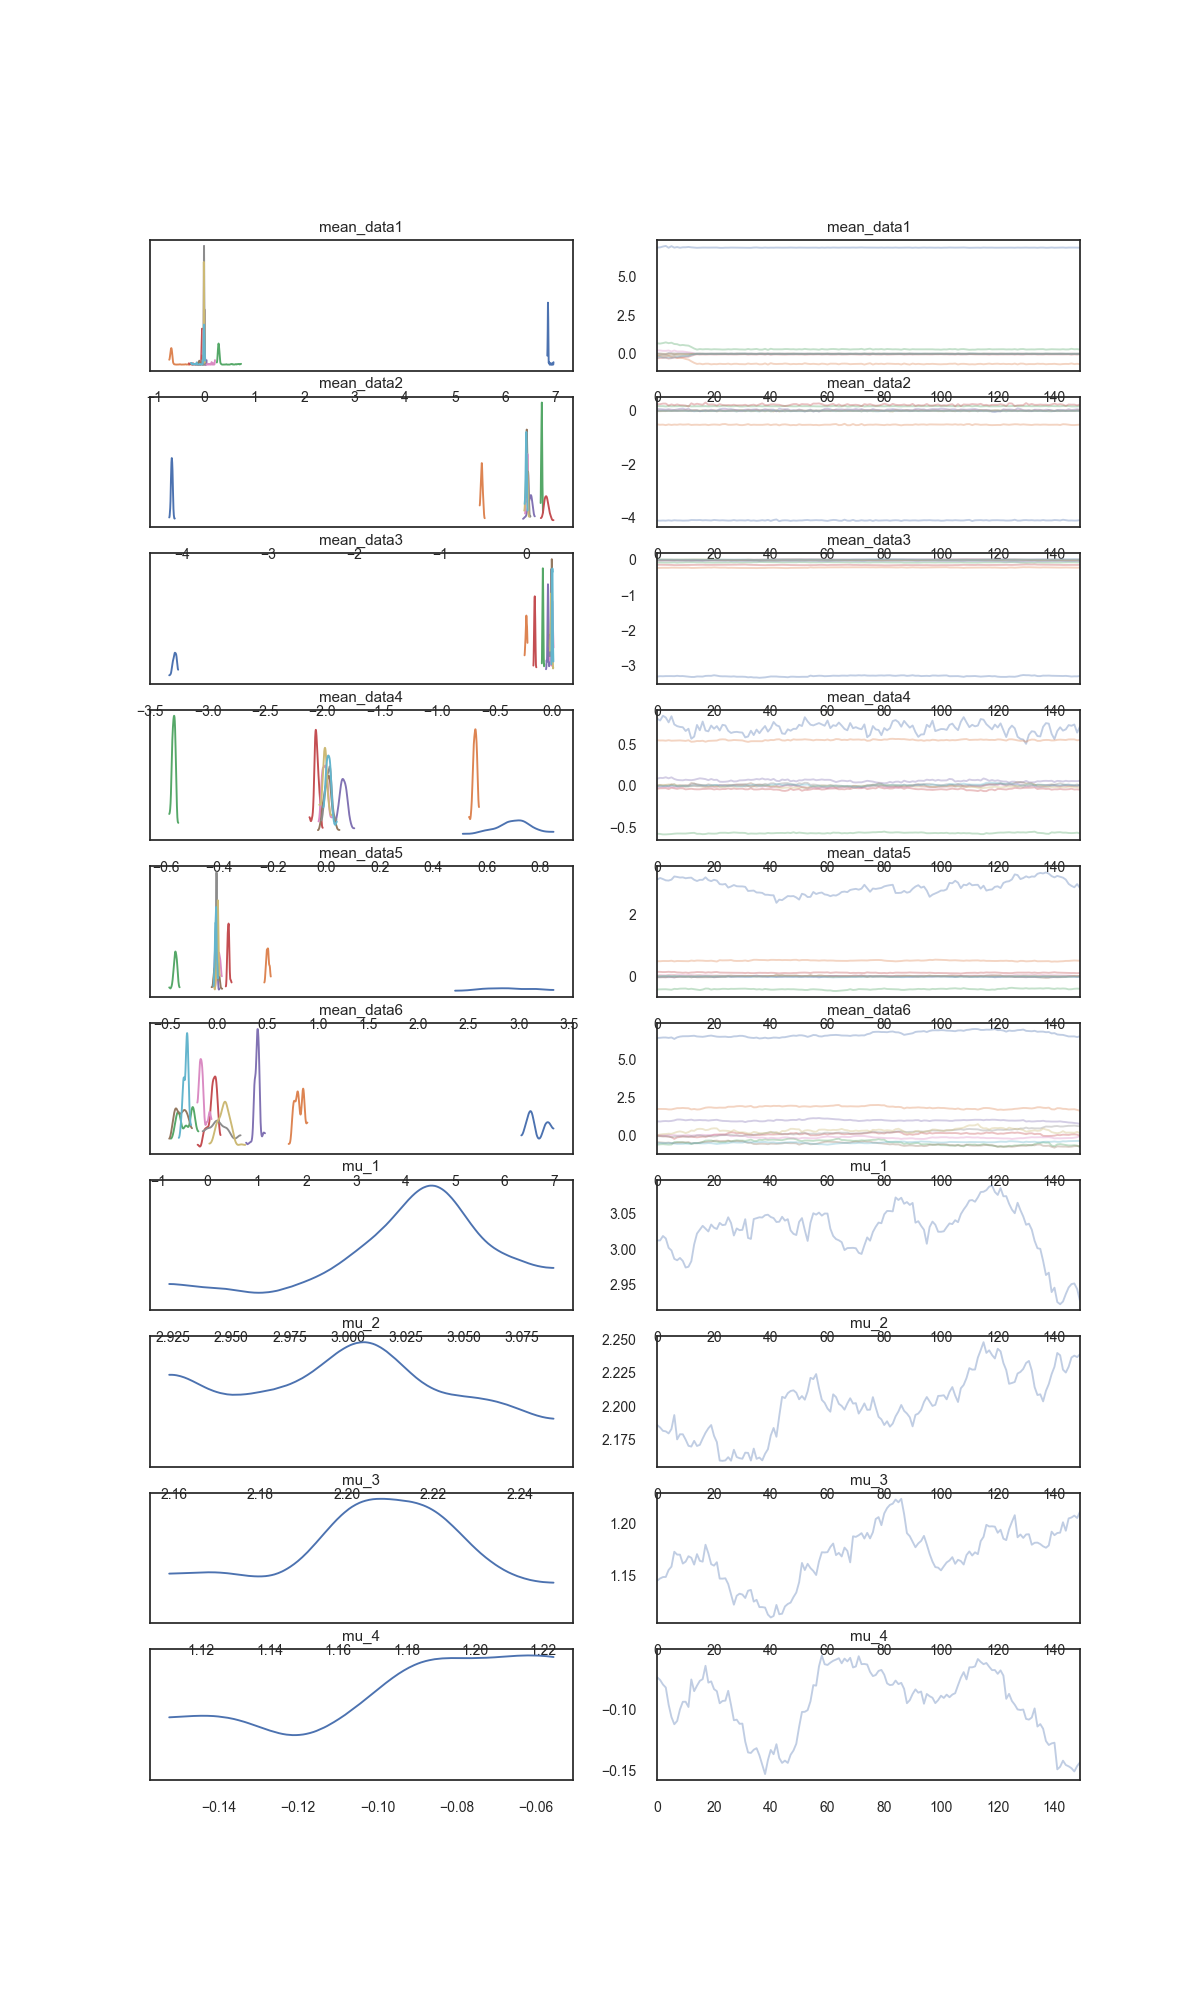 mean_data1 mean_data1
5.0
2.5
0.0
mean_data2 mean_data2
−1 0 1 2 3 4 5 6 7 0 20 40 60 80 100 120 140
0
−2
−4
mean_data3 mean_data3
−4 −3 −2 −1 0 0 20 40 60 80 100 120 140
0
−1
−2
−3
mean_data4 mean_data4
−3.5 −3.0 −2.5 −2.0 −1.5 −1.0 −0.5 0.0 0 20 40 60 80 100 120 140
0.5
0.0
−0.5
mean_data5 mean_data5
−0.6 −0.4 −0.2 0.0 0.2 0.4 0.6 0.8 0 20 40 60 80 100 120 140
2
0
mean_data6 mean_data6
−0.5 0.0 0.5 1.0 1.5 2.0 2.5 3.0 3.5 0 20 40 60 80 100 120 140
5.0
2.5
0.0
mu_1 mu_1
−1 0 1 2 3 4 5 6 7 0 20 40 60 80 100 120 140
3.05
3.00
2.95
mu_2 mu_2
2.925 2.950 2.975 3.000 3.025 3.050 3.075 0 20 40 60 80 100 120 140
2.250
2.225
2.200
2.175
mu_3 mu_3
2.16 2.18 2.20 2.22 2.24 0 20 40 60 80 100 120 140
1.20
1.15
mu_4 mu_4
1.12 1.14 1.16 1.18 1.20 1.22 0 20 40 60 80 100 120 140
−0.10
−0.15
−0.14 −0.12 −0.10 −0.08 −0.06 0 20 40 60 80 100 120 140